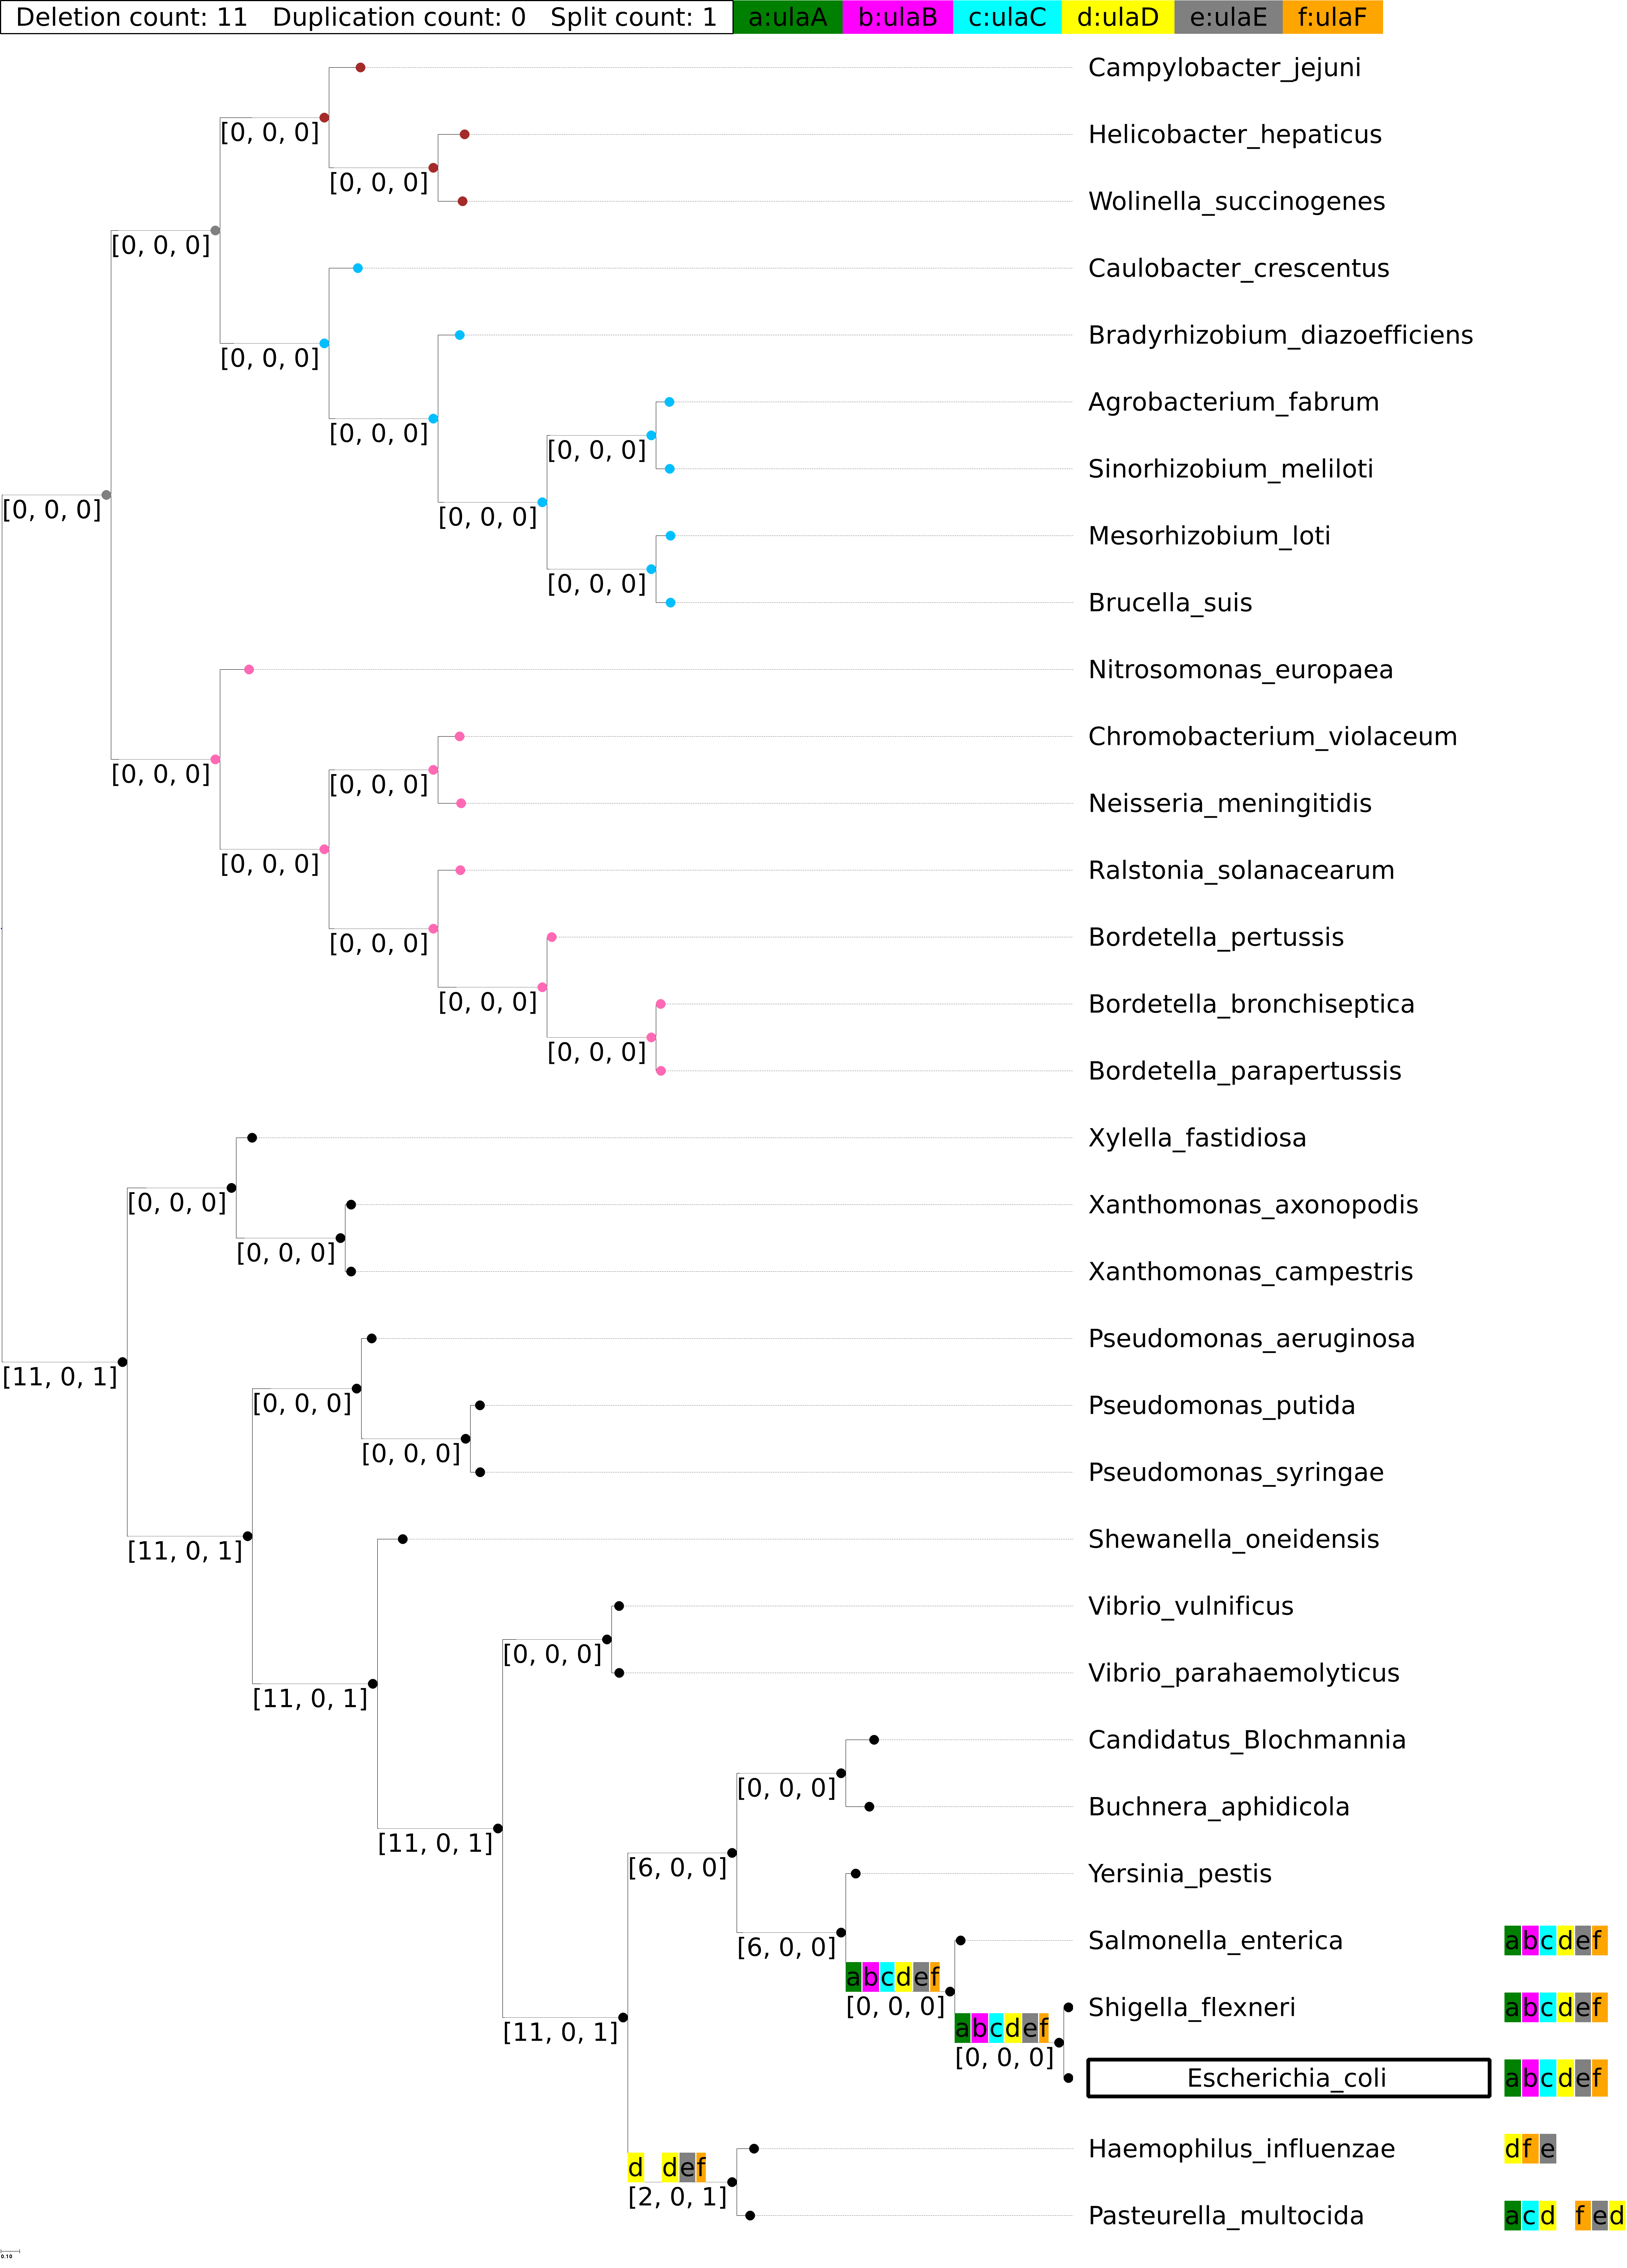 Deletion count: 11 Duplication count: 0 Split count: 1 a:ulaA b:ulaB c:ulaC d:ulaD e:ulaE f:ulaF
Campylobacter_jejuni
[0, 0, 0]
Helicobacter_hepaticus
[0, 0, 0]
Wolinella_succinogenes
[0, 0, 0]
Caulobacter_crescentus
Bradyrhizobium_diazoefficiens
[0, 0, 0]
Agrobacterium_fabrum
[0, 0, 0]
[0, 0, 0]
Sinorhizobium_meliloti
[0, 0, 0]
[0, 0, 0]
Mesorhizobium_loti
[0, 0, 0]
Brucella_suis
Nitrosomonas_europaea
Chromobacterium_violaceum
[0, 0, 0]
[0, 0, 0]
Neisseria_meningitidis
[0, 0, 0]
Ralstonia_solanacearum
Bordetella_pertussis
[0, 0, 0]
[0, 0, 0]
Bordetella_bronchiseptica
[0, 0, 0]
Bordetella_parapertussis
Xylella_fastidiosa
[0, 0, 0]
Xanthomonas_axonopodis
[0, 0, 0]
Xanthomonas_campestris
Pseudomonas_aeruginosa
[11, 0, 1]
[0, 0, 0]
Pseudomonas_putida
[0, 0, 0]
Pseudomonas_syringae
Shewanella_oneidensis
[11, 0, 1]
Vibrio_vulnificus
[0, 0, 0]
Vibrio_parahaemolyticus
[11, 0, 1]
Candidatus_Blochmannia
[0, 0, 0]
Buchnera_aphidicola
[11, 0, 1]
[6, 0, 0]
Yersinia_pestis
Salmonella_enterica abcdef
[6, 0, 0]
abcdef
[0, 0, 0]
Shigella_flexneri abcdef
abcdef
[11, 0, 1]
[0, 0, 0]
Escherichia_coli abcdef
Haemophilus_influenzae dfe
d def
[2, 0, 1]
Pasteurella_multocida acd fed
0.10